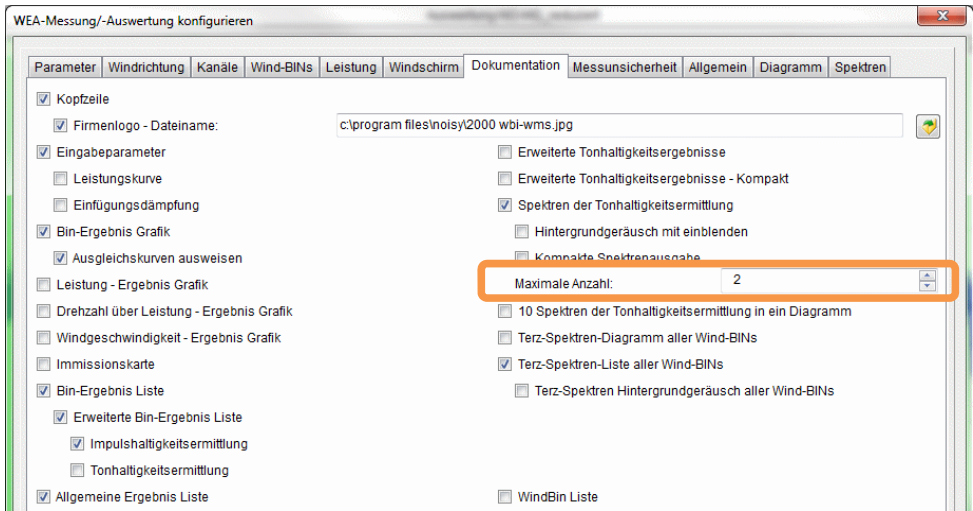 WEA-Messung/-Auswertung konfigurieren
Parameter Windrichtung Kanäle Wind-BINs Leistung Windschirm Dokumentation Messunsicherheit Allgemein Diagramm Spektren
Kopfzeile
Firmenlogo - Dateiname: c:\program files\noisy\2000 wbi-wms.jpg
Eingabeparameter
Leistungskurve
Einfügungsdämpfung
Bin-Ergebnis Grafik
Ausgleichskurven ausweisen
Leistung - Ergebnis Grafik
Drehzahl über Leistung - Ergebnis Grafik
Windgeschwindigkeit - Ergebnis Grafik
Immissionskarte
Bin-Ergebnis Liste
Erweiterte Bin-Ergebnis Liste
Impulshaltigkeitsermittlung
Tonhaltigkeitsermittlung
Allgemeine Ergebnis Liste
Erweiterte Tonhaltigkeitsergebnisse
Erweiterte Tonhaltigkeitsergebnisse - Kompakt
Spektren der Tonhaltigkeitsermittlung
Hintergrundgeräusch mit einblenden
Kompakte Spektrenausgabe
Maximale Anzahl: 2
10 Spektren der Tonhaltigkeitsermittlung in ein Diagramm
Terz-Spektren-Diagramm aller Wind-BINs
Terz-Spektren-Liste aller Wind-BINs
Terz-Spektren Hintergrundgeräusch aller Wind-BINs
WindBin Liste